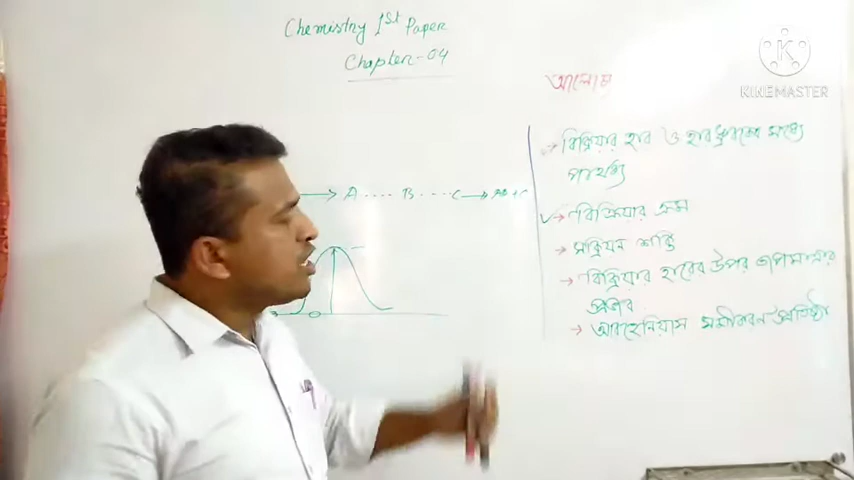 Chemistry 1st Paper
Chapter-04
আলোচ্য
→ বিক্রিয়ার হার ও হার ধ্রুবকের মধ্যে
পার্থক্য
→ বিক্রিয়ার ক্রম
→ সক্রিয়ন শক্তি
→ বিক্রিয়ার হারের উপর তাপমাত্রার
প্রভাব
→ আরহেনিয়াস সমীকরণ প্রতিষ্ঠা
→ A.....B....C → AB + C
K
KINEMASTER